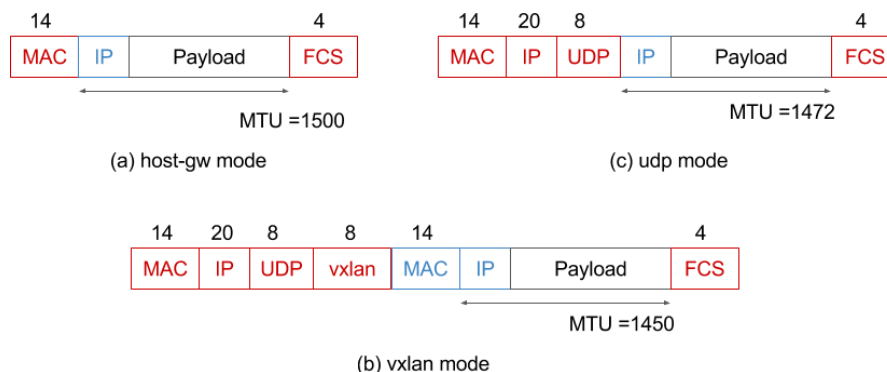 14 4
MAC IP Payload FCS
MTU =1500
(a) host-gw mode
14 20 8 4
MAC IP UDP IP Payload FCS
MTU =1472
(c) udp mode
14 20 8 8 14 4
MAC IP UDP vxlan MAC IP Payload FCS
MTU =1450
(b) vxlan mode